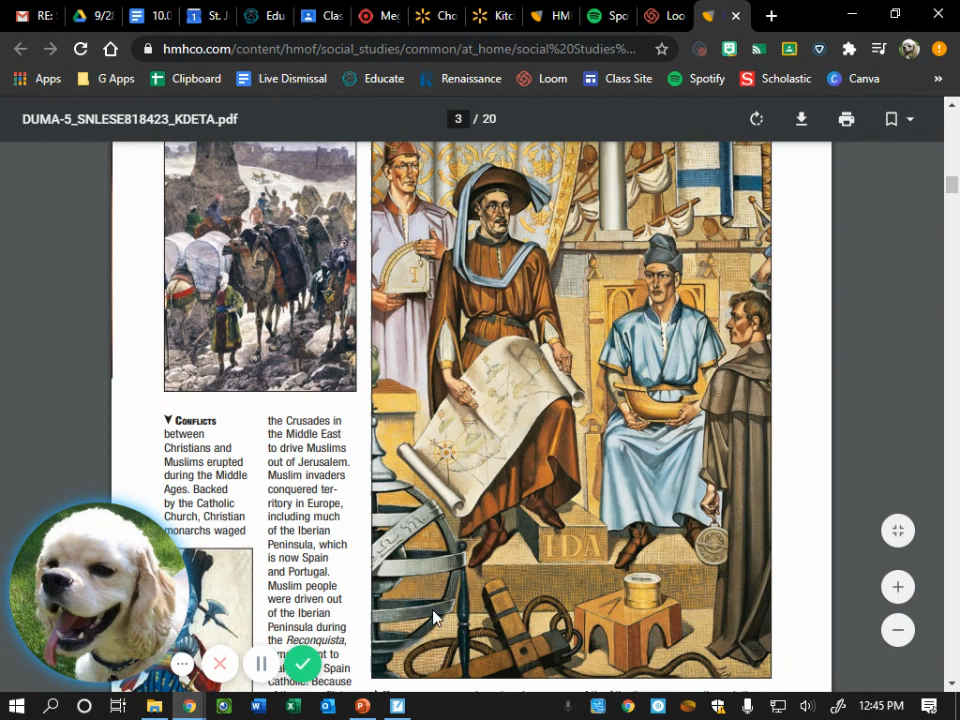 RE:
9/28
10.0
St. J
Edu
Clas
Meg
Cho
Kitc
HMI
Spo
Loo
hmhco.com/content/hmof/social_studies/common/at_home/social%20Studies%...
Apps
G Apps
Clipboard
Live Dismissal
Educate
Renaissance
Loom
Class Site
Spotify
Scholastic
Canva
»
DUMA-5_SNLESE818423_KDETA.pdf
3 / 20
CONFLICTS
between
Christians and
Muslims erupted
during the Middle
Ages. Backed
by the Catholic
Church, Christian
monarchs waged
the Crusades in
the Middle East
to drive Muslims
out of Jerusalem.
Muslim invaders
conquered ter-
ritory in Europe,
including much
of the Iberian
Peninsula, which
is now Spain
and Portugal.
Muslim people
were driven out
of the Iberian
Peninsula during
the Reconquista,
Spain
Catholic. Because
IDA
12:45 PM